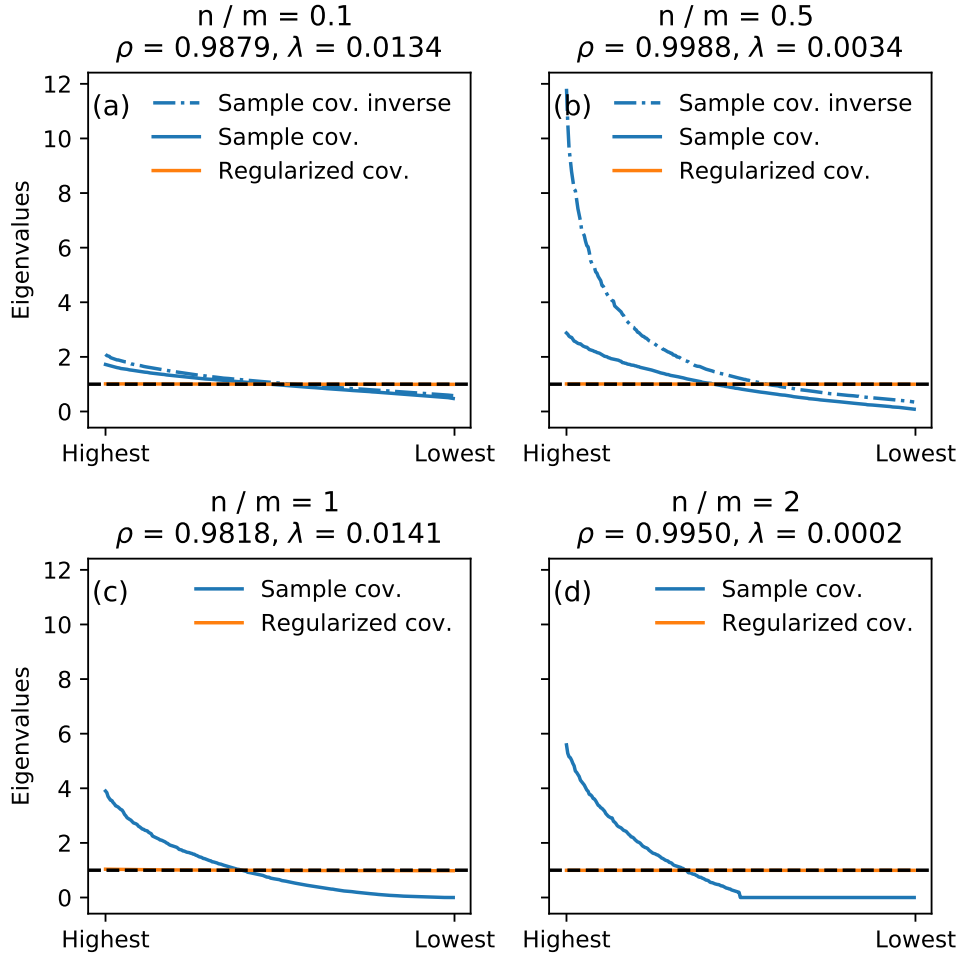 n / m = 0.1
ρ = 0.9879, λ = 0.0134
(a)
Sample cov. inverse
Sample cov.
Regularized cov.
Eigenvalues
12
10
8
6
4
2
0
Highest
Lowest
n / m = 0.5
ρ = 0.9988, λ = 0.0034
(b)
Sample cov. inverse
Sample cov.
Regularized cov.
Highest
Lowest
n / m = 1
ρ = 0.9818, λ = 0.0141
(c)
Sample cov.
Regularized cov.
Eigenvalues
12
10
8
6
4
2
0
Highest
Lowest
n / m = 2
ρ = 0.9950, λ = 0.0002
(d)
Sample cov.
Regularized cov.
Highest
Lowest